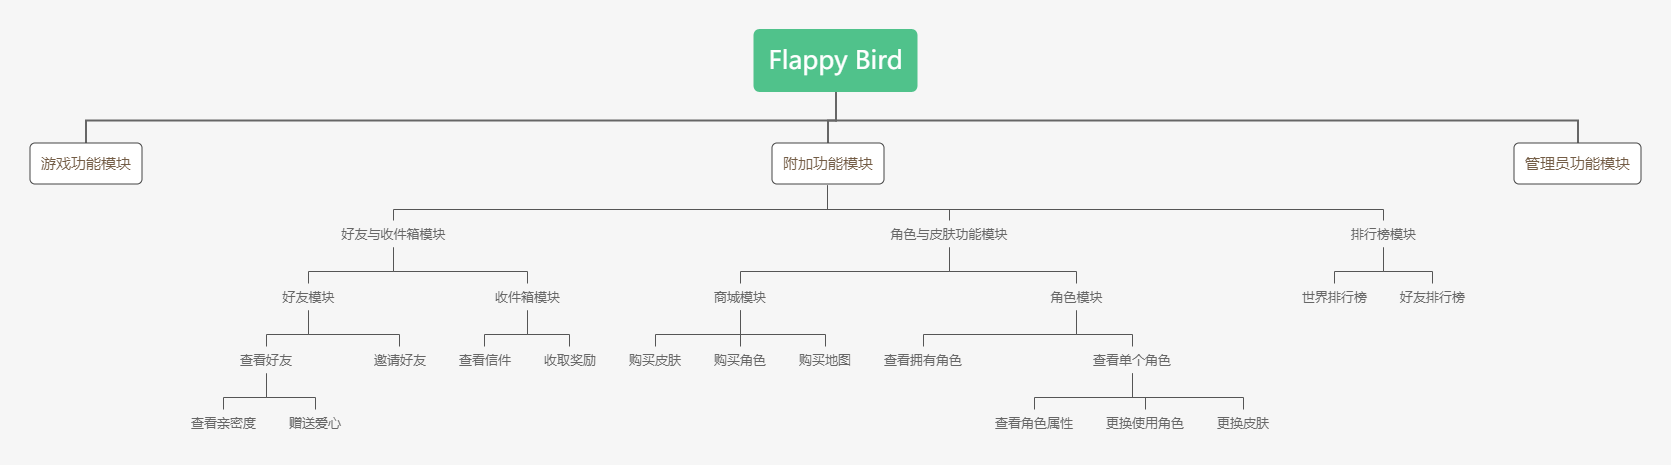 Flappy Bird
游戏功能模块
附加功能模块
管理员功能模块
好友与收件箱模块
角色与皮肤功能模块
排行榜模块
好友模块
收件箱模块
商城模块
角色模块
世界排行榜
好友排行榜
查看好友
邀请好友
查看信件
收取奖励
购买皮肤
购买角色
购买地图
查看拥有角色
查看单个角色
查看亲密度
赠送爱心
查看角色属性
更换使用角色
更换皮肤